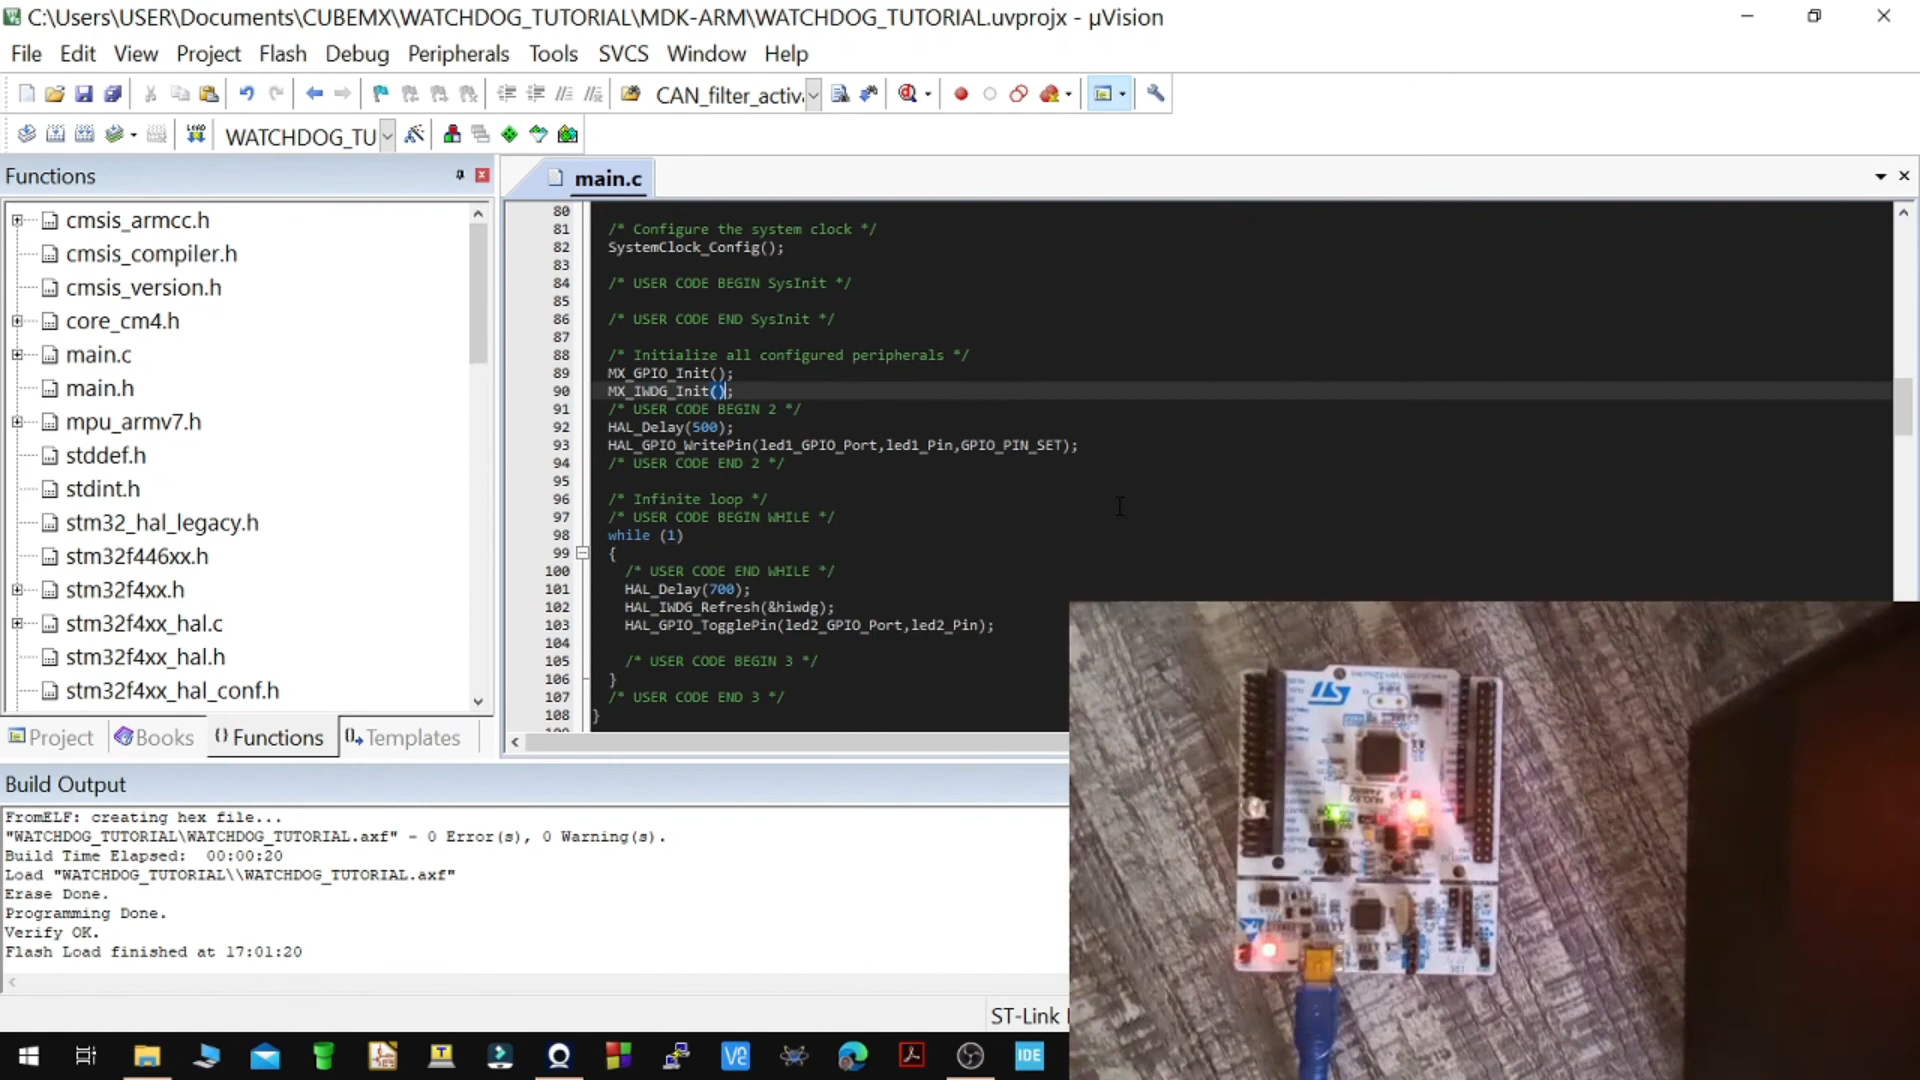 C:\Users\USER\Documents\CUBEMX\WATCHDOG_TUTORIAL\MDK-ARM\WATCHDOG_TUTORIAL.uvprojx - µVision
File Edit View Project Flash Debug Peripherals Tools SVCS Window Help
CAN_filter_activ
LOAD WATCHDOG_TU
Functions
main.c
cmsis_armcc.h
cmsis_compiler.h
cmsis_version.h
core_cm4.h
main.c
main.h
mpu_armv7.h
stddef.h
stdint.h
stm32_hal_legacy.h
stm32f446xx.h
stm32f4xx.h
stm32f4xx_hal.c
stm32f4xx_hal.h
stm32f4xx_hal_conf.h
Project Books Functions Templates
80
81 /* Configure the system clock */
82 SystemClock_Config();
83
84 /* USER CODE BEGIN SysInit */
85
86 /* USER CODE END SysInit */
87
88 /* Initialize all configured peripherals */
89 MX_GPIO_Init();
90 MX_IWDG_Init();
91 /* USER CODE BEGIN 2 */
92 HAL_Delay(500);
93 HAL_GPIO_WritePin(led1_GPIO_Port,led1_Pin,GPIO_PIN_SET);
94 /* USER CODE END 2 */
95
96 /* Infinite loop */
97 /* USER CODE BEGIN WHILE */
98 while (1)
99 {
100 /* USER CODE END WHILE */
101 HAL_Delay(700);
102 HAL_IWDG_Refresh(&hiwdg);
103 HAL_GPIO_TogglePin(led2_GPIO_Port,led2_Pin);
104
105 /* USER CODE BEGIN 3 */
106 }
107 /* USER CODE END 3 */
108 }
Build Output
FromELF: creating hex file...
"WATCHDOG_TUTORIAL\WATCHDOG_TUTORIAL.axf" - 0 Error(s), 0 Warning(s).
Build Time Elapsed: 00:00:20
Load "WATCHDOG_TUTORIAL\\WATCHDOG_TUTORIAL.axf"
Erase Done.
Programming Done.
Verify OK.
Flash Load finished at 17:01:20
ST-Link
ST
IDE